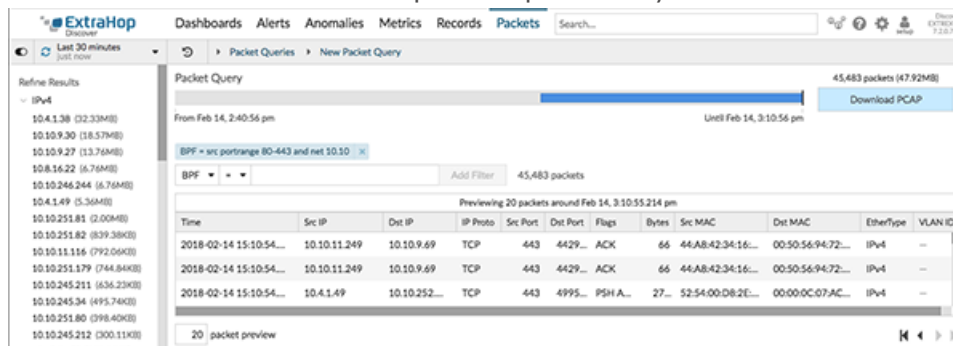 ExtraHop
Discover
Dashboards Alerts Anomalies Metrics Records Packets Search...
setup
Last 30 minutes
just now
Packet Queries New Packet Query
Refine Results
IPv4
10.4.1.38 (32.33MB)
10.10.9.30 (18.57MB)
10.10.9.27 (13.76MB)
10.8.16.22 (6.76MB)
10.10.246.244 (6.76MB)
10.4.1.49 (5.36MB)
10.10.251.81 (2.00MB)
10.10.251.82 (839.38KB)
10.10.11.116 (792.06KB)
10.10.251.179 (744.84KB)
10.10.245.211 (636.23KB)
10.10.245.34 (495.74KB)
10.10.251.80 (398.40KB)
10.10.245.212 (300.11KB)
Packet Query
45,483 packets (47.92MB)
Download PCAP
From Feb 14, 2:40:56 pm
Until Feb 14, 3:10:56 pm
BPF = src portrange 80-443 and net 10.10 ×
BPF = Add Filter 45,483 packets
Previewing 20 packets around Feb 14, 3:10:55.214 pm
Time Src IP Dst IP IP Proto Src Port Dst Port Flags Bytes Src MAC Dst MAC EtherType VLAN ID
2018-02-14 15:10:54.... 10.10.11.249 10.10.9.69 TCP 443 4429... ACK 66 44:A8:42:34:16:... 00:50:56:94:72:... IPv4 —
2018-02-14 15:10:54.... 10.10.11.249 10.10.9.69 TCP 443 4429... ACK 66 44:A8:42:34:16:... 00:50:56:94:72:... IPv4 —
2018-02-14 15:10:54.... 10.4.1.49 10.10.252.... TCP 443 4995... PSH A... 27... 52:54:00:D8:2E:... 00:00:0C:07:AC... IPv4 —
20 packet preview